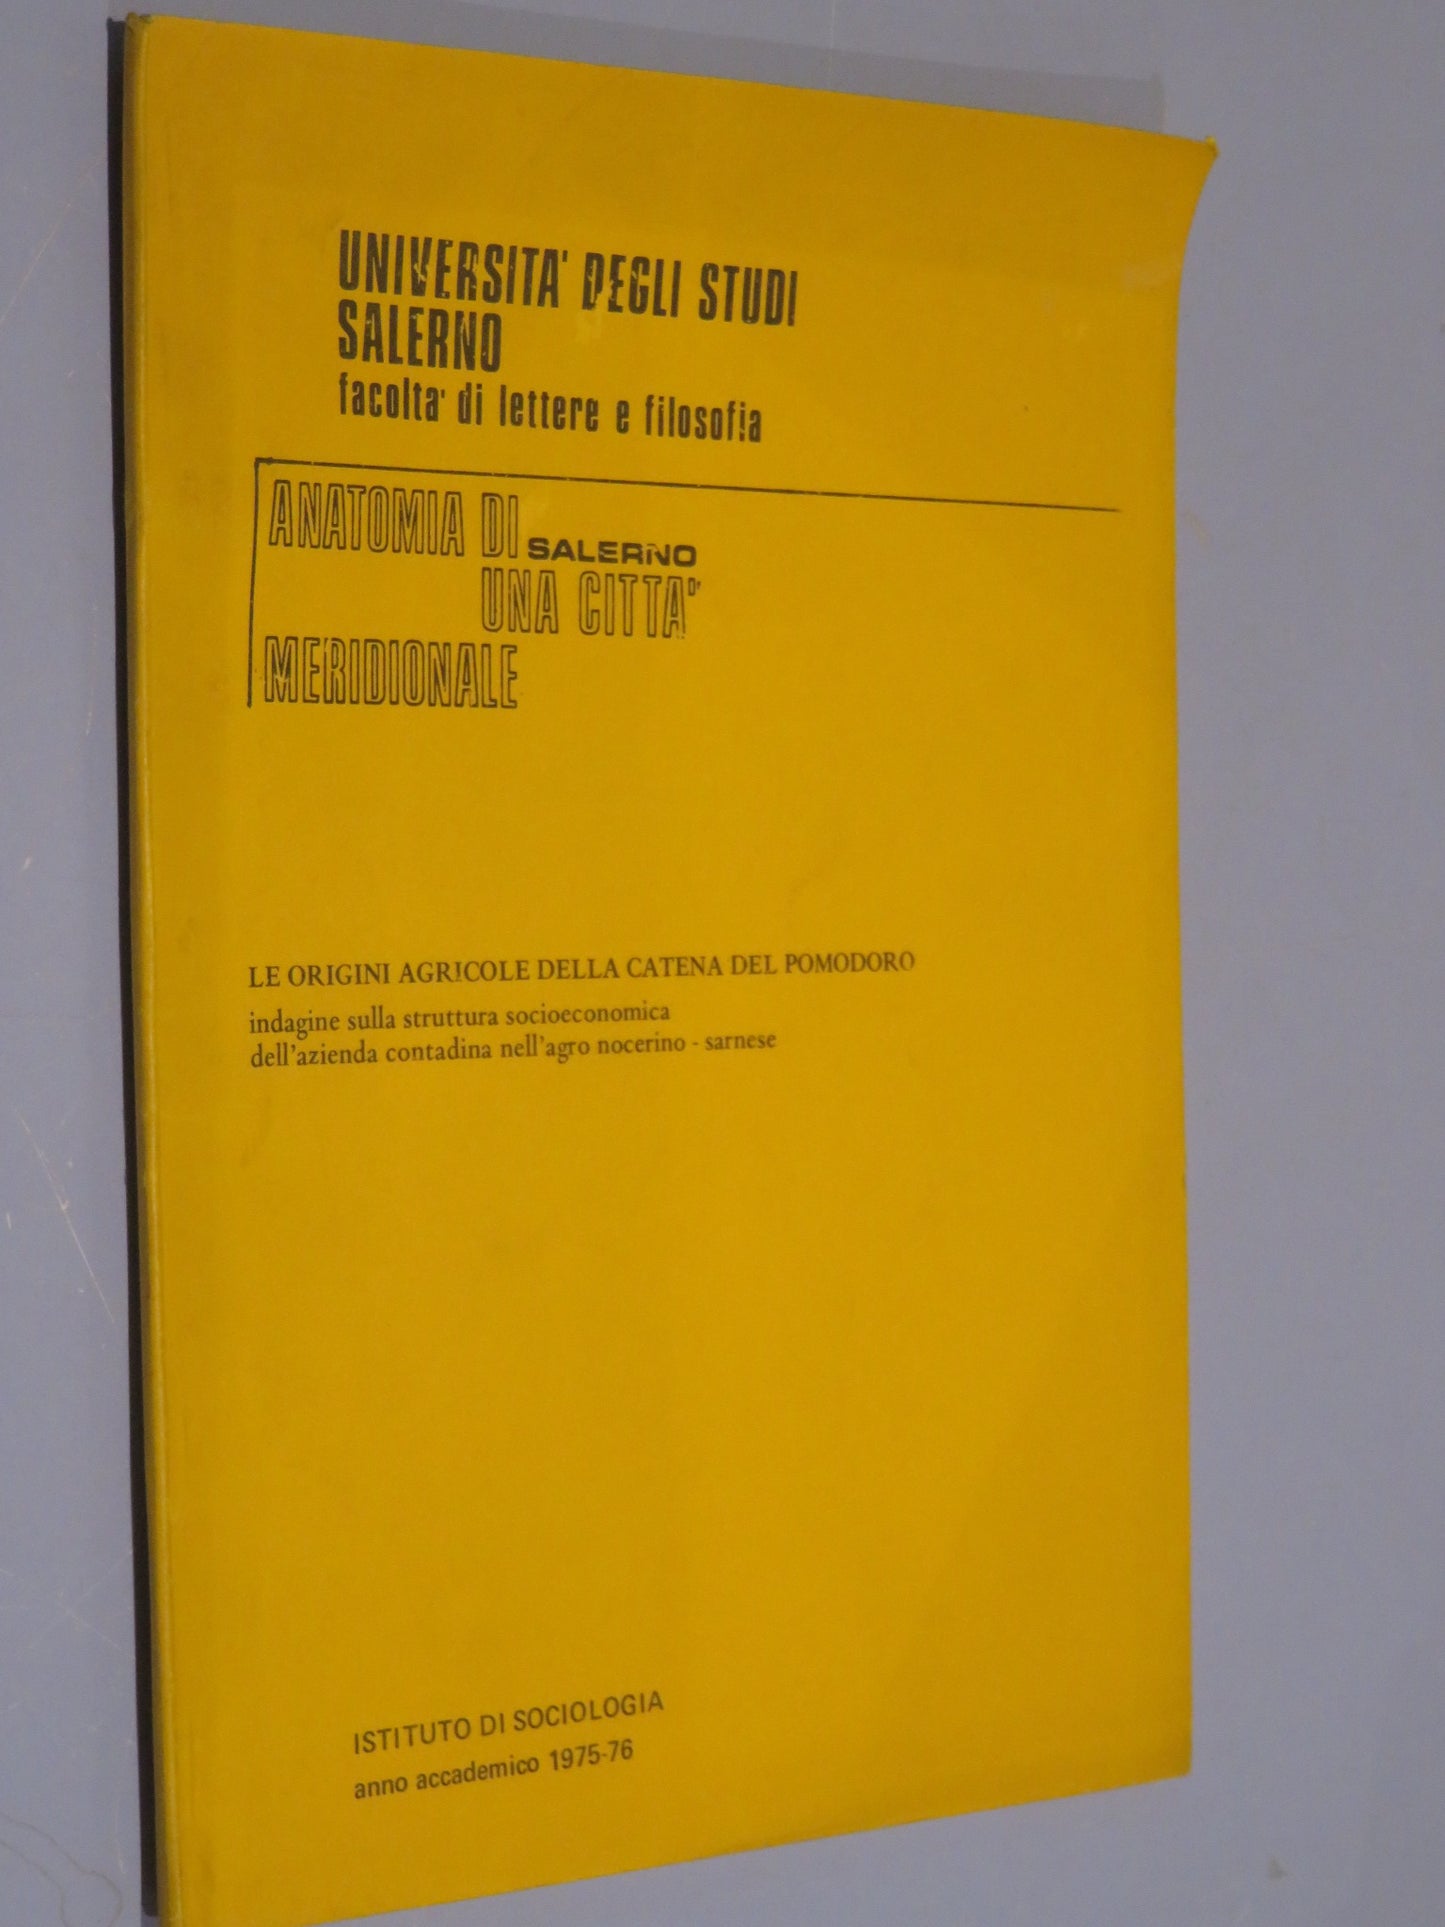 UNIVERSITA' DEGLI STUDI
SALERNO
facolta' di lettere e filosofia
ANATOMIA DI SALERNO
UNA CITTA'
MERIDIONALE
LE ORIGINI AGRICOLE DELLA CATENA DEL POMODORO
indagine sulla struttura socioeconomica
dell'azienda contadina nell'agro nocerino - sarnese
ISTITUTO DI SOCIOLOGIA
anno accademico 1975-76